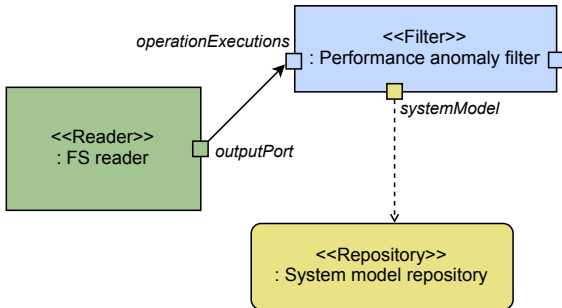 operationExecutions
<<Filter>>
: Performance anomaly filter
systemModel
<<Reader>>
: FS reader
outputPort
<<Repository>>
: System model repository